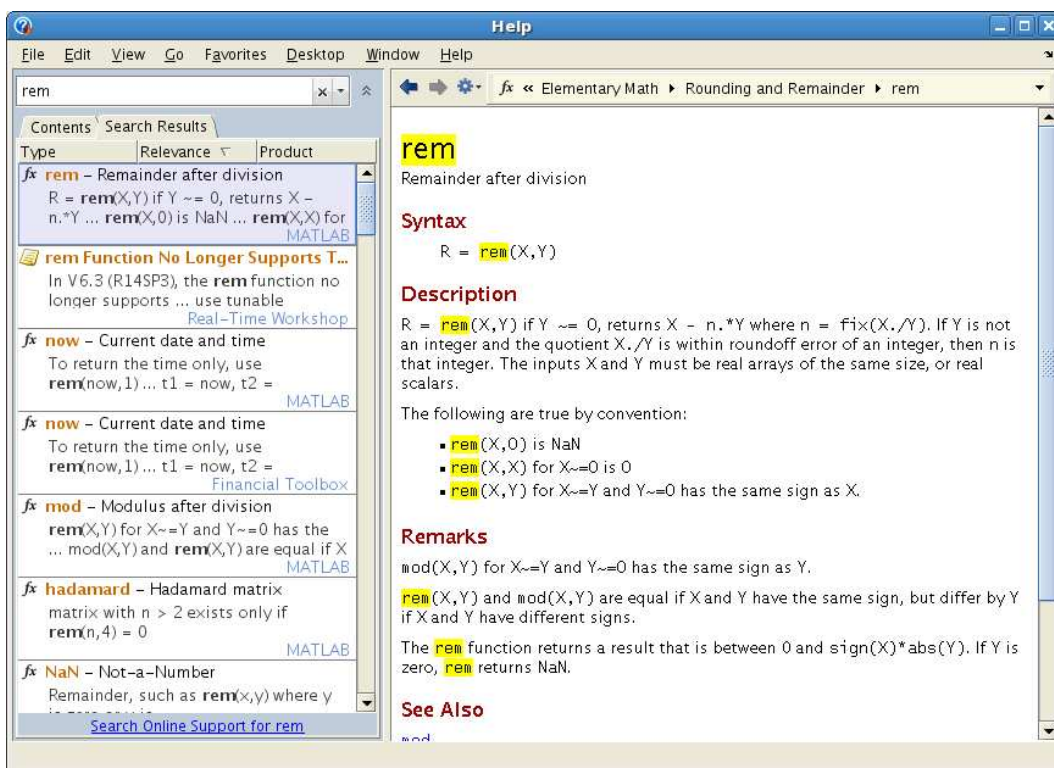 Help
File Edit View Go Favorites Desktop Window Help
rem
Contents Search Results
Type Relevance Product
fx rem – Remainder after division
R = rem(X,Y) if Y ~= 0, returns X –
n.*Y ... rem(X,0) is NaN ... rem(X,X) for
MATLAB
rem Function No Longer Supports T...
In V6.3 (R14SP3), the rem function no
longer supports ... use tunable
Real-Time Workshop
fx now – Current date and time
To return the time only, use
rem(now,1) ... t1 = now, t2 =
MATLAB
fx now – Current date and time
To return the time only, use
rem(now,1) ... t1 = now, t2 =
Financial Toolbox
fx mod – Modulus after division
rem(X,Y) for X~=Y and Y~=0 has the
... mod(X,Y) and rem(X,Y) are equal if X
MATLAB
fx hadamard – Hadamard matrix
matrix with n > 2 exists only if
rem(n,4) = 0
MATLAB
fx NaN – Not-a-Number
Remainder, such as rem(x,y) where y
Search Online Support for rem
fx « Elementary Math ▸ Rounding and Remainder ▸ rem
rem
Remainder after division
Syntax
R = rem(X,Y)
Description
R = rem(X,Y) if Y ~= 0, returns X - n.*Y where n = fix(X./Y). If Y is not
an integer and the quotient X./Y is within roundoff error of an integer, then n is
that integer. The inputs X and Y must be real arrays of the same size, or real
scalars.
The following are true by convention:
▪ rem(X,0) is NaN
▪ rem(X,X) for X~=0 is 0
▪ rem(X,Y) for X~=Y and Y~=0 has the same sign as X.
Remarks
mod(X,Y) for X~=Y and Y~=0 has the same sign as Y.
rem(X,Y) and mod(X,Y) are equal if X and Y have the same sign, but differ by Y
if X and Y have different signs.
The rem function returns a result that is between 0 and sign(X)*abs(Y). If Y is
zero, rem returns NaN.
See Also
mod